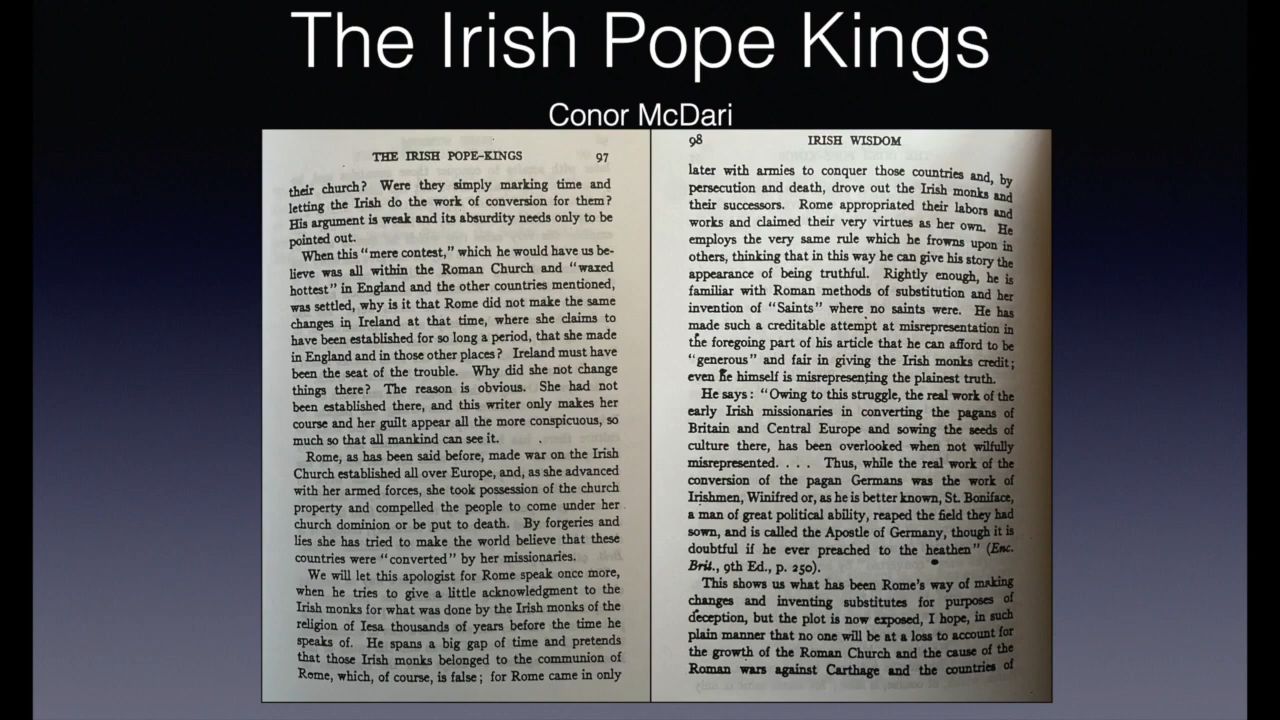 The Irish Pope Kings
Conor McDari
THE IRISH POPE-KINGS 97
their church? Were they simply marking time and
letting the Irish do the work of conversion for them?
His argument is weak and its absurdity needs only to be
pointed out.
When this "mere contest," which he would have us be-
lieve was all within the Roman Church and "waxed
hottest" in England and the other countries mentioned,
was settled, why is it that Rome did not make the same
changes in Ireland at that time, where she claims to
have been established for so long a period, that she made
in England and in those other places? Ireland must have
been the seat of the trouble. Why did she not change
things there? The reason is obvious. She had not
been established there, and this writer only makes her
course and her guilt appear all the more conspicuous, so
much so that all mankind can see it.
Rome, as has been said before, made war on the Irish
Church established all over Europe, and, as she advanced
with her armed forces, she took possession of the church
property and compelled the people to come under her
church dominion or be put to death. By forgeries and
lies she has tried to make the world believe that these
countries were "converted" by her missionaries.
We will let this apologist for Rome speak once more,
when he tries to give a little acknowledgment to the
Irish monks for what was done by the Irish monks of the
religion of Iesa thousands of years before the time he
speaks of. He spans a big gap of time and pretends
that those Irish monks belonged to the communion of
Rome, which, of course, is false; for Rome came in only
98 IRISH WISDOM
later with armies to conquer those countries and, by
persecution and death, drove out the Irish monks and
their successors. Rome appropriated their labors and
works and claimed their very virtues as her own. He
employs the very same rule which he frowns upon in
others, thinking that in this way he can give his story the
appearance of being truthful. Rightly enough, he is
familiar with Roman methods of substitution and her
invention of "Saints" where no saints were. He has
made such a creditable attempt at misrepresentation in
the foregoing part of his article that he can afford to be
"generous" and fair in giving the Irish monks credit;
even he himself is misrepresenting the plainest truth.
He says: "Owing to this struggle, the real work of the
early Irish missionaries in converting the pagans of
Britain and Central Europe and sowing the seeds of
culture there, has been overlooked when not wilfully
misrepresented. . . . Thus, while the real work of the
conversion of the pagan Germans was the work of
Irishmen, Winifred or, as he is better known, St. Boniface,
a man of great political ability, reaped the field they had
sown, and is called the Apostle of Germany, though it is
doubtful if he ever preached to the heathen" (Enc.
Brit., 9th Ed., p. 250).
This shows us what has been Rome's way of making
changes and inventing substitutes for purposes of
deception, but the plot is now exposed, I hope, in such
plain manner that no one will be at a loss to account for
the growth of the Roman Church and the cause of the
Roman wars against Carthage and the countries of